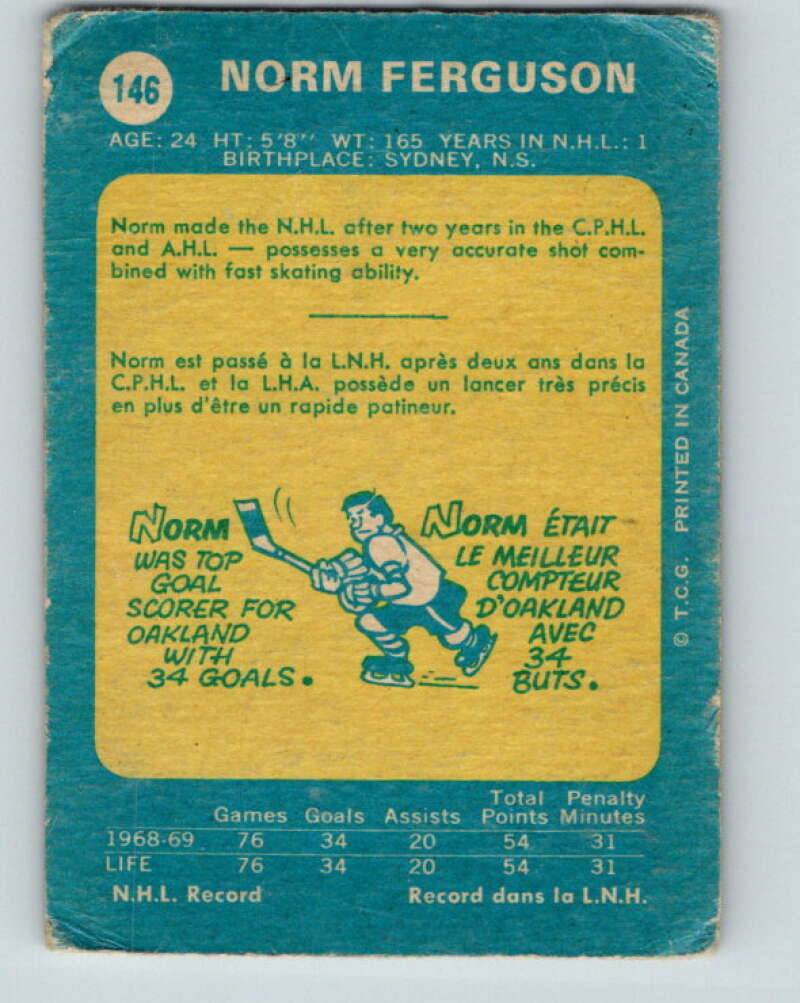 146
NORM FERGUSON
AGE: 24 HT: 5'8" WT: 165 YEARS IN N.H.L.: 1
BIRTHPLACE: SYDNEY, N.S.
Norm made the N.H.L. after two years in the C.P.H.L.
and A.H.L. — possesses a very accurate shot com-
bined with fast skating ability.
Norm est passé à la L.N.H. après deux ans dans la
C.P.H.L. et la L.H.A. possède un lancer très précis
en plus d'être un rapide patineur.
NORM
WAS TOP
GOAL
SCORER FOR
OAKLAND
WITH
34 GOALS.
NORM ÉTAIT
LE MEILLEUR
COMPTEUR
D'OAKLAND
AVEC
34
BUTS.
© T.C.G. PRINTED IN CANADA
Total Penalty
Games Goals Assists Points Minutes
1968-69 76 34 20 54 31
LIFE 76 34 20 54 31
N.H.L. Record Record dans la L.N.H.